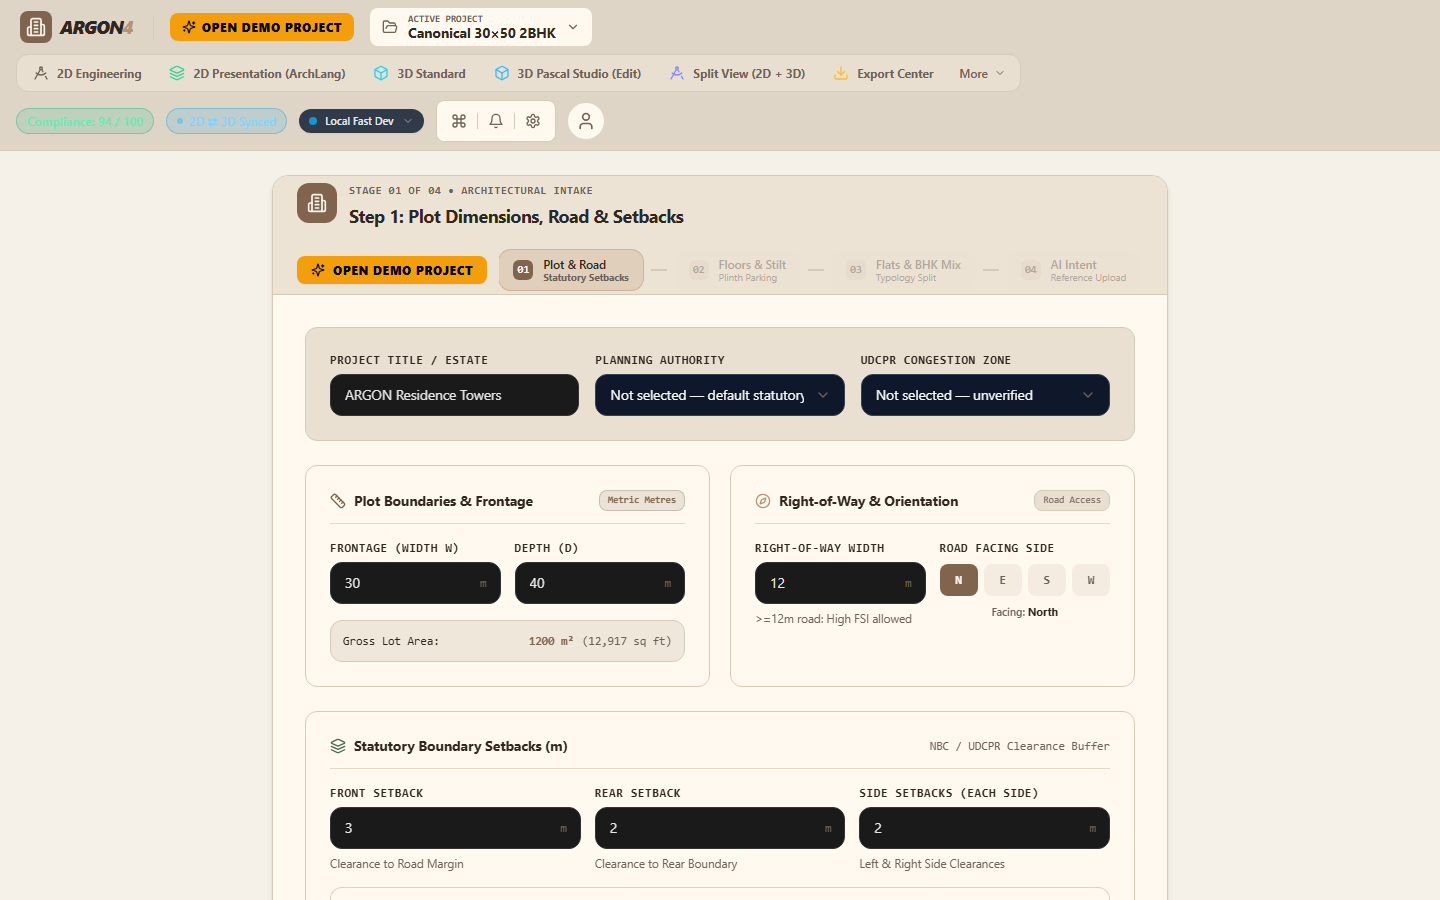 ARGON4
OPEN DEMO PROJECT
ACTIVE PROJECT
Canonical 30×50 2BHK
2D Engineering
2D Presentation (ArchLang)
3D Standard
3D Pascal Studio (Edit)
Split View (2D + 3D)
Export Center
More
Compliance: 94 / 100
2D ⇄ 3D Synced
Local Fast Dev
STAGE 01 OF 04 • ARCHITECTURAL INTAKE
Step 1: Plot Dimensions, Road & Setbacks
OPEN DEMO PROJECT
01 Plot & Road
Statutory Setbacks
02 Floors & Stilt
Plinth Parking
03 Flats & BHK Mix
Typology Split
04 AI Intent
Reference Upload
PROJECT TITLE / ESTATE
ARGON Residence Towers
PLANNING AUTHORITY
Not selected — default statutory
UDCPR CONGESTION ZONE
Not selected — unverified
Plot Boundaries & Frontage
Metric Metres
FRONTAGE (WIDTH W)
30 m
DEPTH (D)
40 m
Gross Lot Area: 1200 m² (12,917 sq ft)
Right-of-Way & Orientation
Road Access
RIGHT-OF-WAY WIDTH
12 m
>=12m road: High FSI allowed
ROAD FACING SIDE
N E S W
Facing: North
Statutory Boundary Setbacks (m)
NBC / UDCPR Clearance Buffer
FRONT SETBACK
3 m
Clearance to Road Margin
REAR SETBACK
2 m
Clearance to Rear Boundary
SIDE SETBACKS (EACH SIDE)
2 m
Left & Right Side Clearances